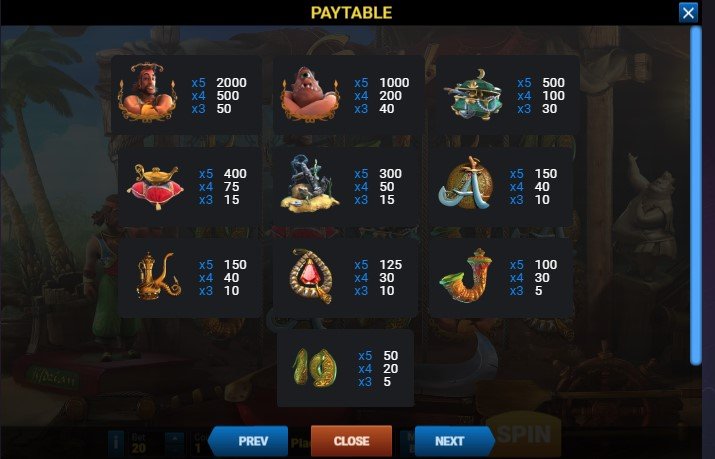 PAYTABLE
x5 2000
x4 500
x3 50
x5 1000
x4 200
x3 40
x5 500
x4 100
x3 30
x5 400
x4 75
x3 15
x5 300
x4 50
x3 15
x5 150
x4 40
x3 10
x5 150
x4 40
x3 10
x5 125
x4 30
x3 10
x5 100
x4 30
x3 5
x5 50
x4 20
x3 5
Bet
20
1
PREV
CLOSE
NEXT
SPIN